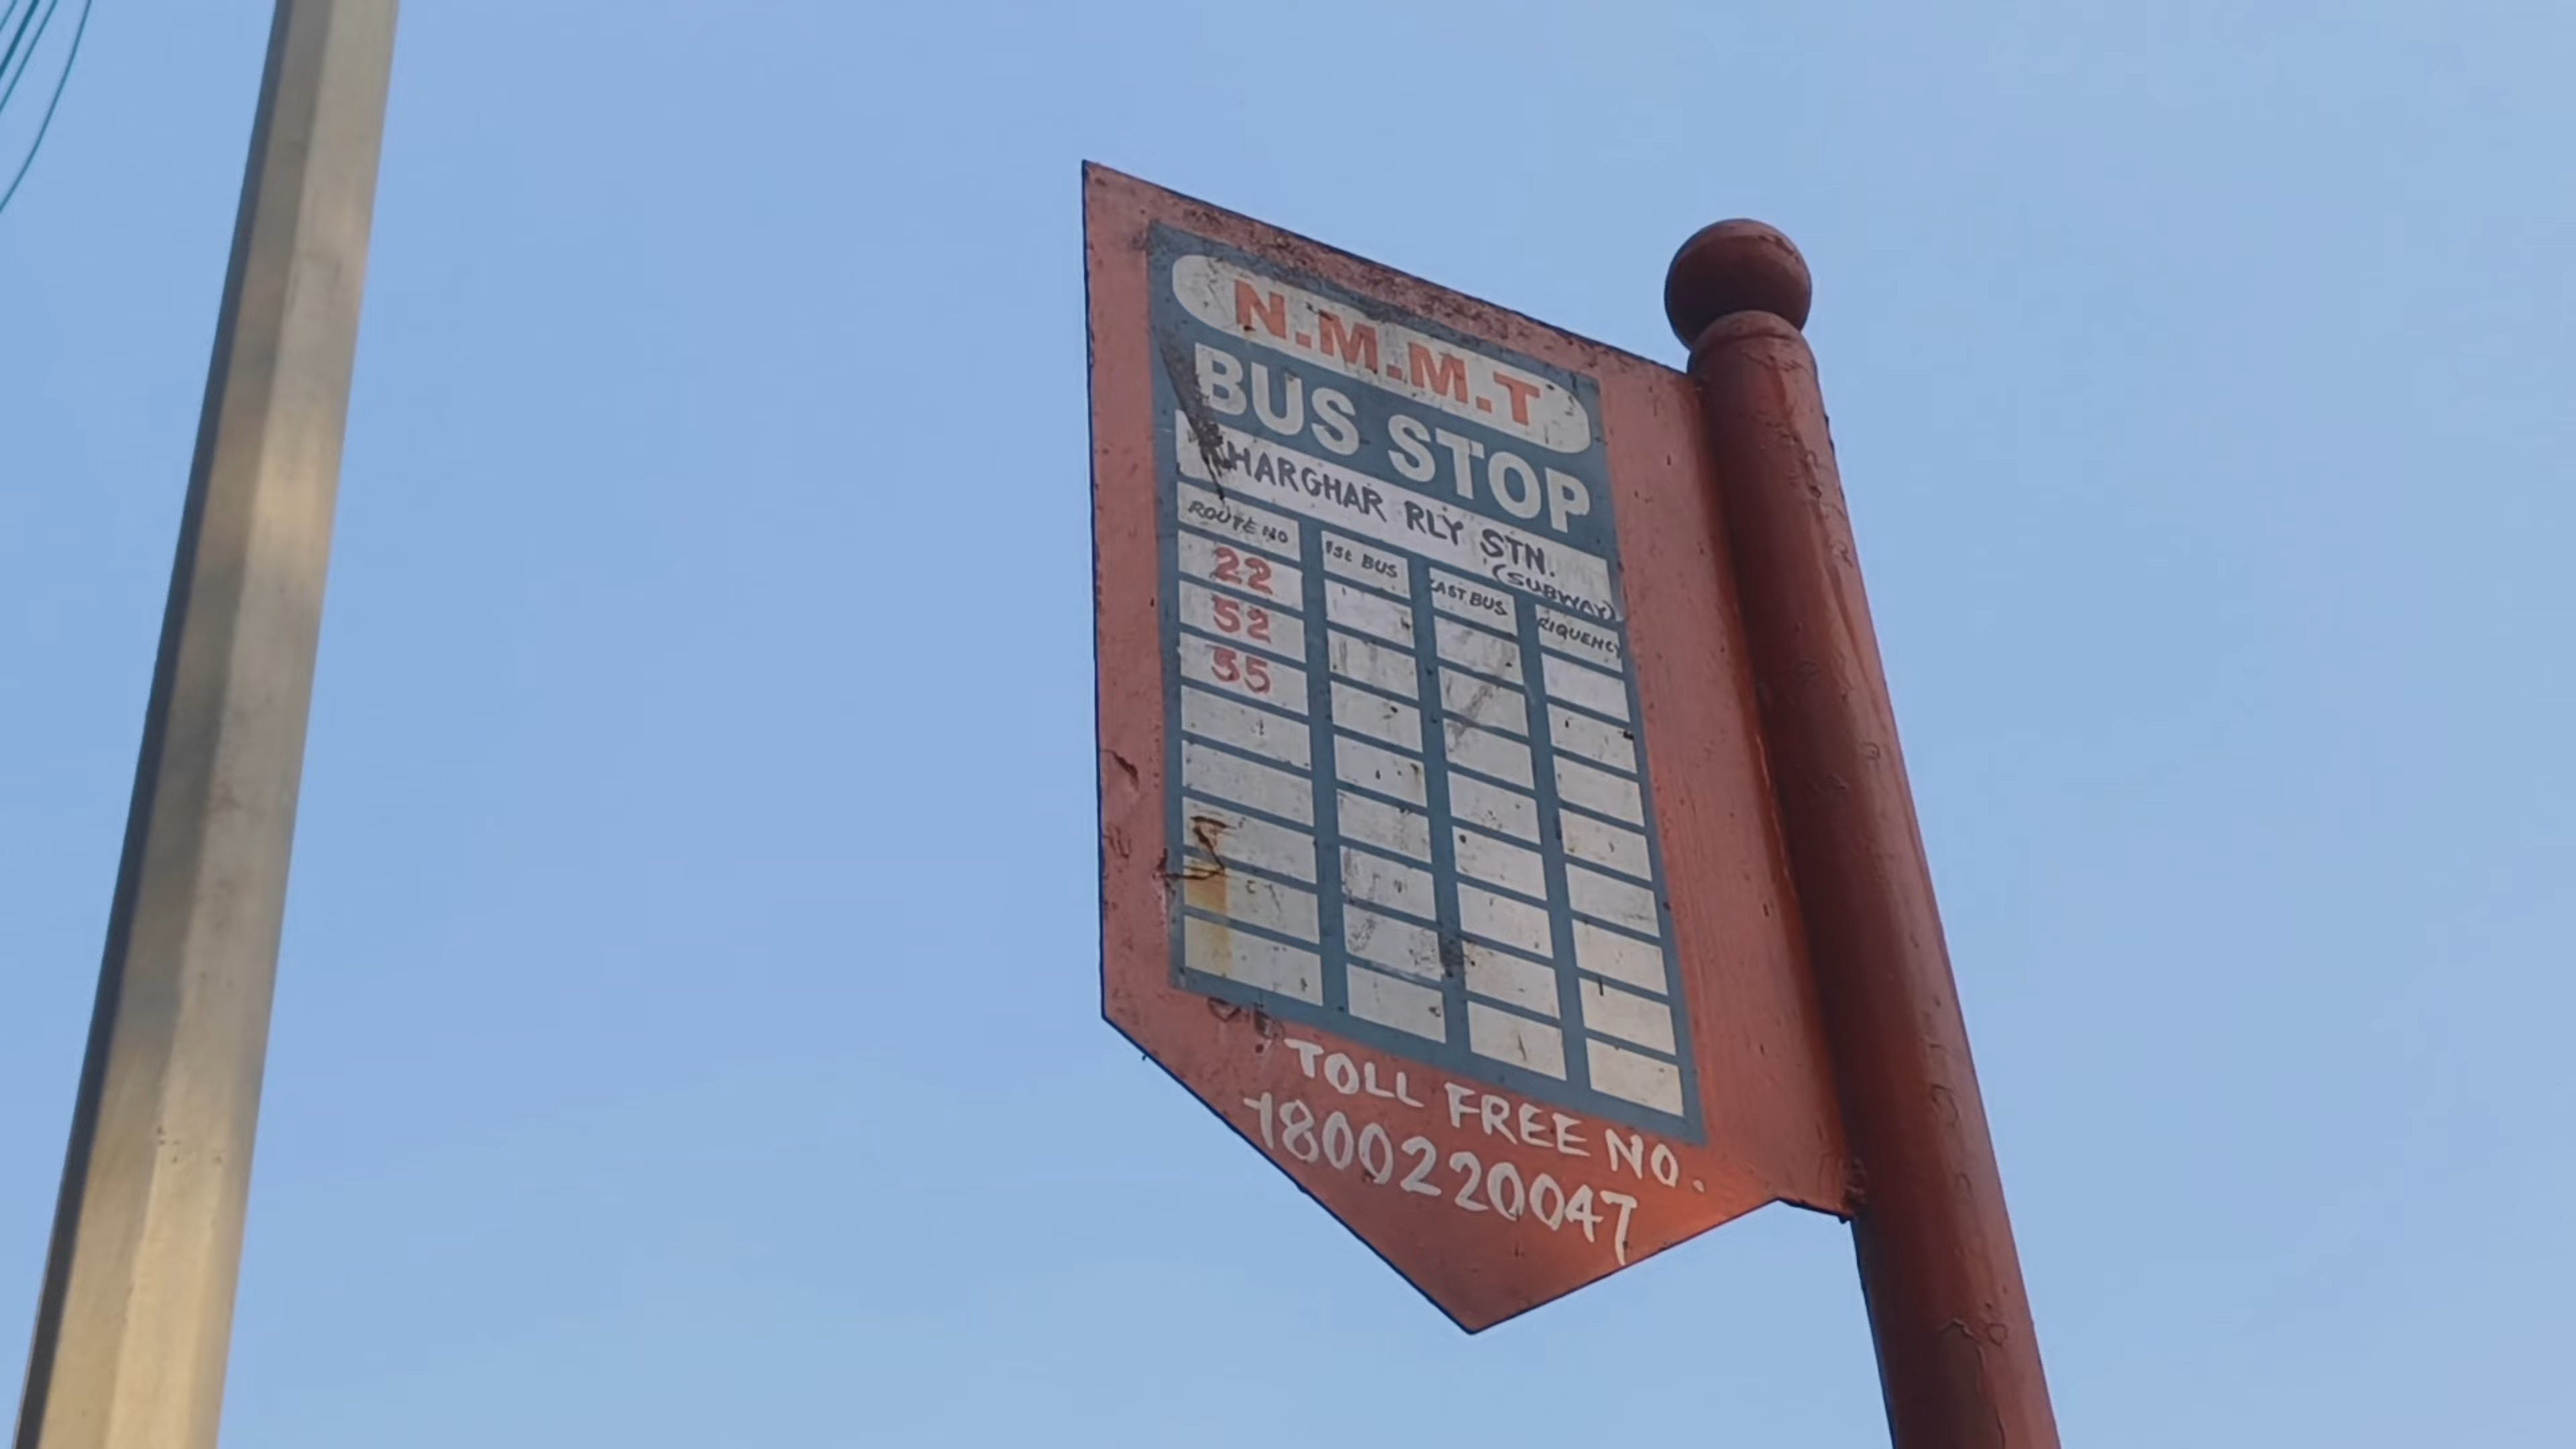 N.M.M.T
BUS STOP
KHARGHAR RLY STN.
(SUBWAY)
ROUTE NO 1St BUS LAST BUS RIQUENCY
22
52
55
TOLL FREE NO.
1800220047